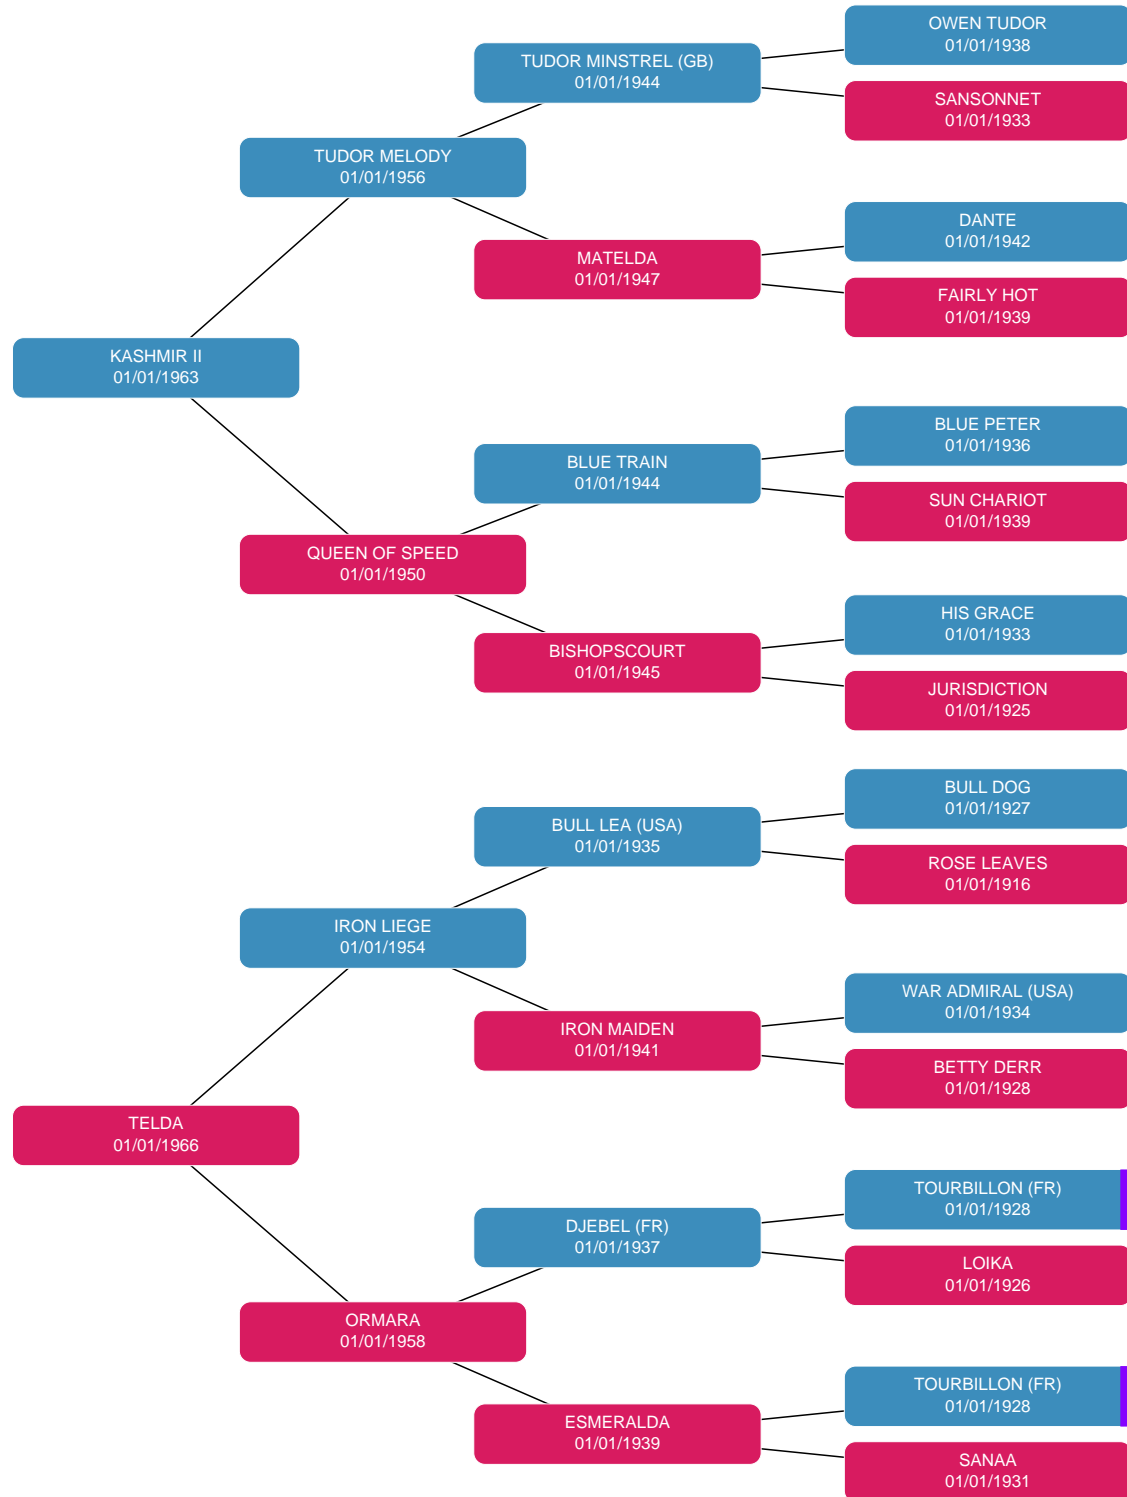 OWEN TUDOR
01/01/1938
TUDOR MINSTREL (GB)
01/01/1944
SANSONNET
01/01/1933
TUDOR MELODY
01/01/1956
DANTE
01/01/1942
MATELDA
01/01/1947
FAIRLY HOT
01/01/1939
KASHMIR II
01/01/1963
BLUE PETER
01/01/1936
BLUE TRAIN
01/01/1944
SUN CHARIOT
01/01/1939
QUEEN OF SPEED
01/01/1950
HIS GRACE
01/01/1933
BISHOPSCOURT
01/01/1945
JURISDICTION
01/01/1925
BULL DOG
01/01/1927
BULL LEA (USA)
01/01/1935
ROSE LEAVES
01/01/1916
IRON LIEGE
01/01/1954
WAR ADMIRAL (USA)
01/01/1934
IRON MAIDEN
01/01/1941
BETTY DERR
01/01/1928
TELDA
01/01/1966
TOURBILLON (FR)
01/01/1928
DJEBEL (FR)
01/01/1937
LOIKA
01/01/1926
ORMARA
01/01/1958
TOURBILLON (FR)
01/01/1928
ESMERALDA
01/01/1939
SANAA
01/01/1931